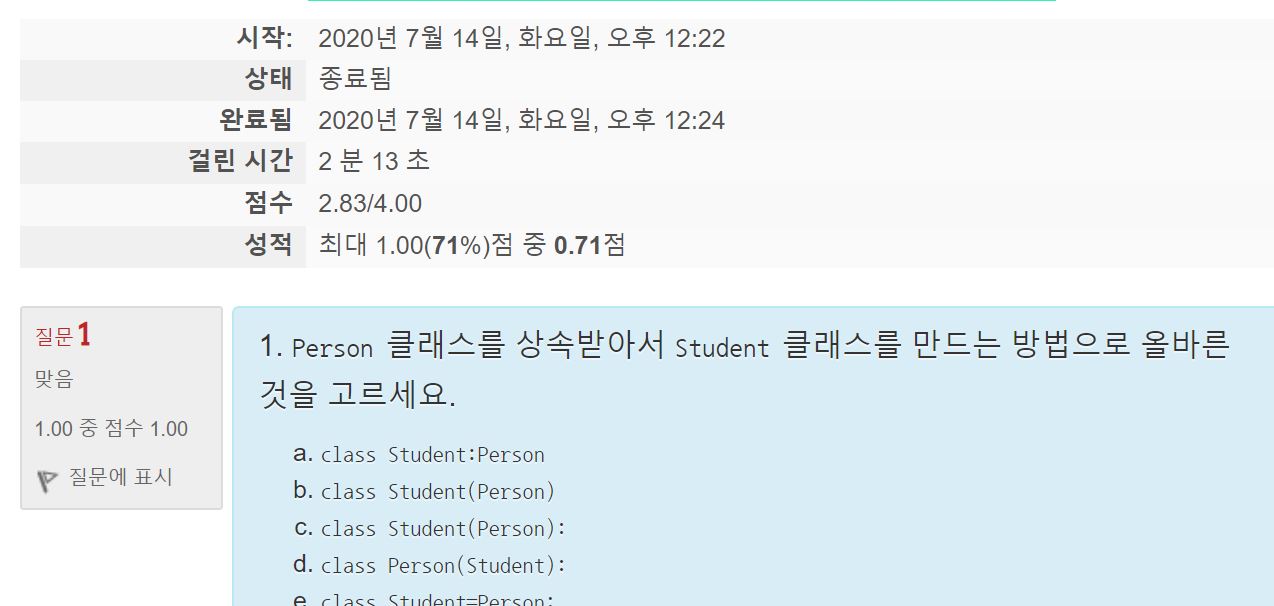 시작: 2020년 7월 14일, 화요일, 오후 12:22
상태 종료됨
완료됨 2020년 7월 14일, 화요일, 오후 12:24
걸린 시간 2 분 13 초
점수 2.83/4.00
성적 최대 1.00(71%)점 중 0.71점
질문 1
맞음
1.00 중 점수 1.00
질문에 표시
1. Person 클래스를 상속받아서 Student 클래스를 만드는 방법으로 올바른
것을 고르세요.
a. class Student:Person
b. class Student(Person)
c. class Student(Person):
d. class Person(Student):
e. class Student=Person: